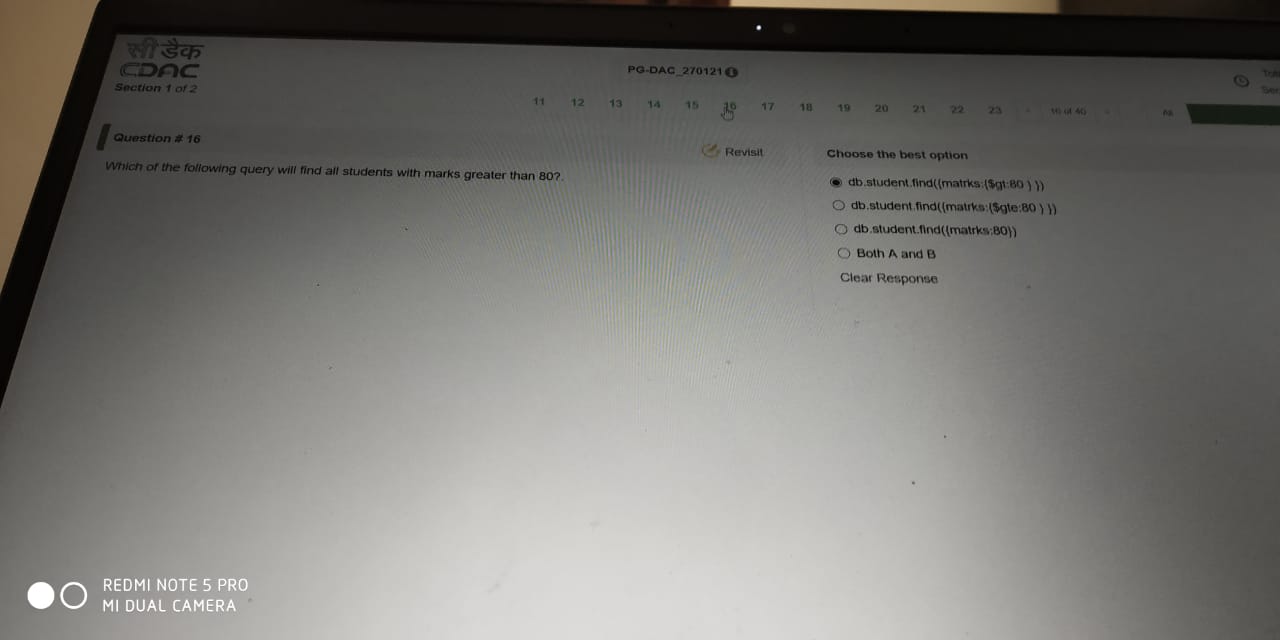 सी डैक
CDAC
Section 1 of 2
PG-DAC_270121
11 12 13 14 15 16 17 18 19 20 21 22 23 16 of 40 All
Question # 16
Revisit
Which of the following query will find all students with marks greater than 80?.
Choose the best option
db.student.find({matrks:{$gt:80 } })
db.student.find({matrks:{$gte:80 } })
db.student.find({matrks:80})
Both A and B
Clear Response
REDMI NOTE 5 PRO
MI DUAL CAMERA